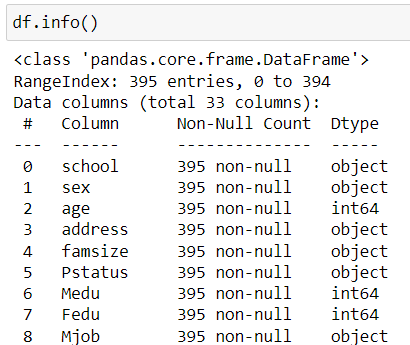 df.info()
<class 'pandas.core.frame.DataFrame'>
RangeIndex: 395 entries, 0 to 394
Data columns (total 33 columns):
 #   Column      Non-Null Count  Dtype
---  ------      --------------  -----
 0   school      395 non-null    object
 1   sex         395 non-null    object
 2   age         395 non-null    int64
 3   address     395 non-null    object
 4   famsize     395 non-null    object
 5   Pstatus     395 non-null    object
 6   Medu        395 non-null    int64
 7   Fedu        395 non-null    int64
 8   Mjob        395 non-null    object